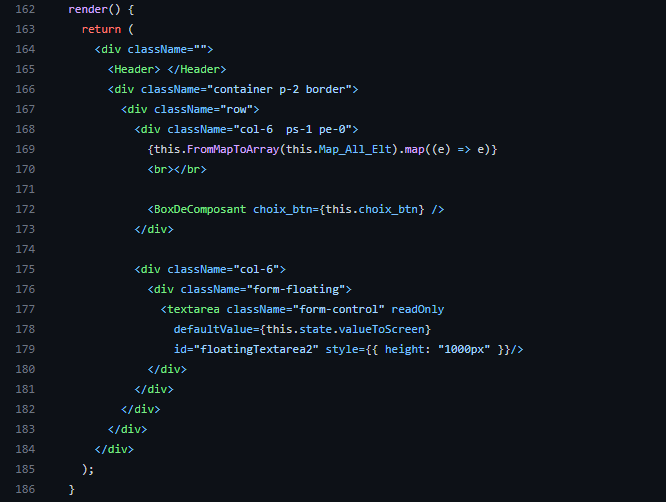 162 render() {
163 return (
164 <div className="">
165 <Header> </Header>
166 <div className="container p-2 border">
167 <div className="row">
168 <div className="col-6  ps-1 pe-0">
169 {this.FromMapToArray(this.Map_All_Elt).map((e) => e)}
170 <br></br>
171
172 <BoxDeComposant choix_btn={this.choix_btn} />
173 </div>
174
175 <div className="col-6">
176 <div className="form-floating">
177 <textarea className="form-control" readOnly
178 defaultValue={this.state.valueToScreen}
179 id="floatingTextarea2" style={{ height: "1000px" }}/>
180 </div>
181 </div>
182 </div>
183 </div>
184 </div>
185 );
186 }